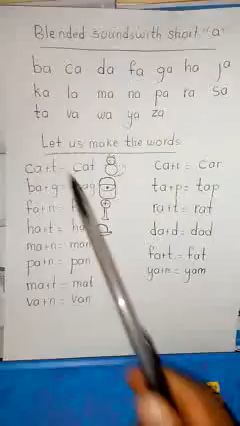 Blended sounds with short "a"
ba ca da fa ga ha ja
ka la ma na pa ra sa
ta va wa ya za
Let us make the words
ca+t = cat
ba+g =
fa+n =
ha+t =
ma+n = man
pa+n = pan
ma+t = mat
va+n = van
ca+r = car
ta+p = tap
ra+t = rat
da+d = dad
fa+t = fat
ya+m = yam